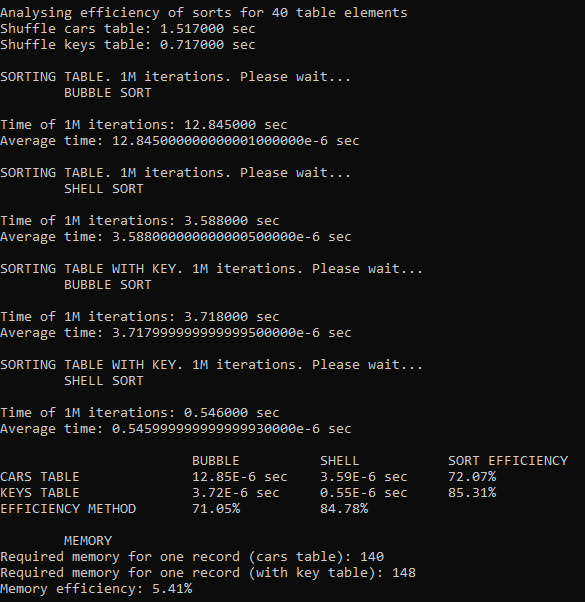 Analysing efficiency of sorts for 40 table elements
Shuffle cars table: 1.517000 sec
Shuffle keys table: 0.717000 sec
SORTING TABLE. 1M iterations. Please wait...
BUBBLE SORT
Time of 1M iterations: 12.845000 sec
Average time: 12.845000000000001000000e-6 sec
SORTING TABLE. 1M iterations. Please wait...
SHELL SORT
Time of 1M iterations: 3.588000 sec
Average time: 3.588000000000000500000e-6 sec
SORTING TABLE WITH KEY. 1M iterations. Please wait...
BUBBLE SORT
Time of 1M iterations: 3.718000 sec
Average time: 3.717999999999999500000e-6 sec
SORTING TABLE WITH KEY. 1M iterations. Please wait...
SHELL SORT
Time of 1M iterations: 0.546000 sec
Average time: 0.545999999999999930000e-6 sec
BUBBLE SHELL SORT EFFICIENCY
CARS TABLE 12.85E-6 sec 3.59E-6 sec 72.07%
KEYS TABLE 3.72E-6 sec 0.55E-6 sec 85.31%
EFFICIENCY METHOD 71.05% 84.78%
MEMORY
Required memory for one record (cars table): 140
Required memory for one record (with key table): 148
Memory efficiency: 5.41%